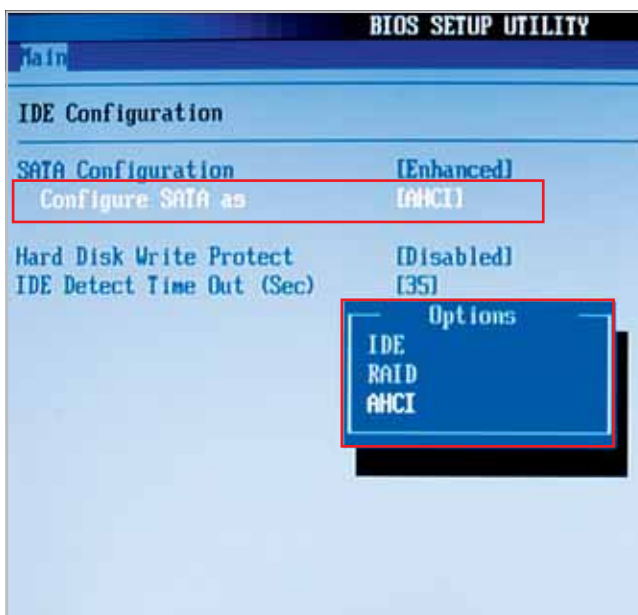 BIOS SETUP UTILITY
Main
IDE Configuration
SATA Configuration [Enhanced]
Configure SATA as [AHCI]
Hard Disk Write Protect [Disabled]
IDE Detect Time Out (Sec) [35]
Options
IDE
RAID
AHCI